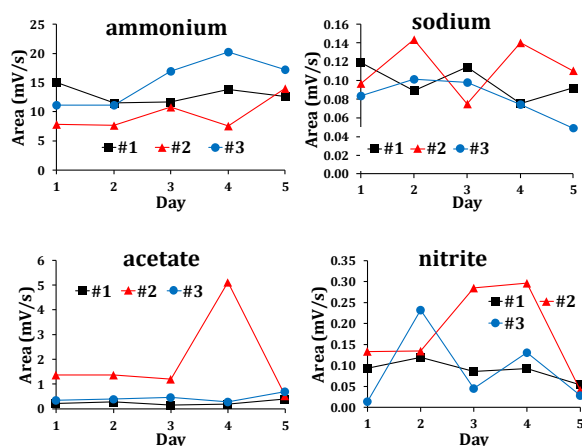 ammonium
Area (mV/s)
25
20
15
10
5
0
#1 #2 #3
1 2 3 4 5
Day
sodium
Area (mV/s)
0.16
0.14
0.12
0.10
0.08
0.06
0.04
0.02
0.00
#1 #2 #3
1 2 3 4 5
Day
acetate
Area (mV/s)
6
5
4
3
2
1
0
#1 #2 #3
1 2 3 4 5
Day
nitrite
Area (mV/s)
0.35
0.30
0.25
0.20
0.15
0.10
0.05
0.00
#1 #2
#3
1 2 3 4 5
Day